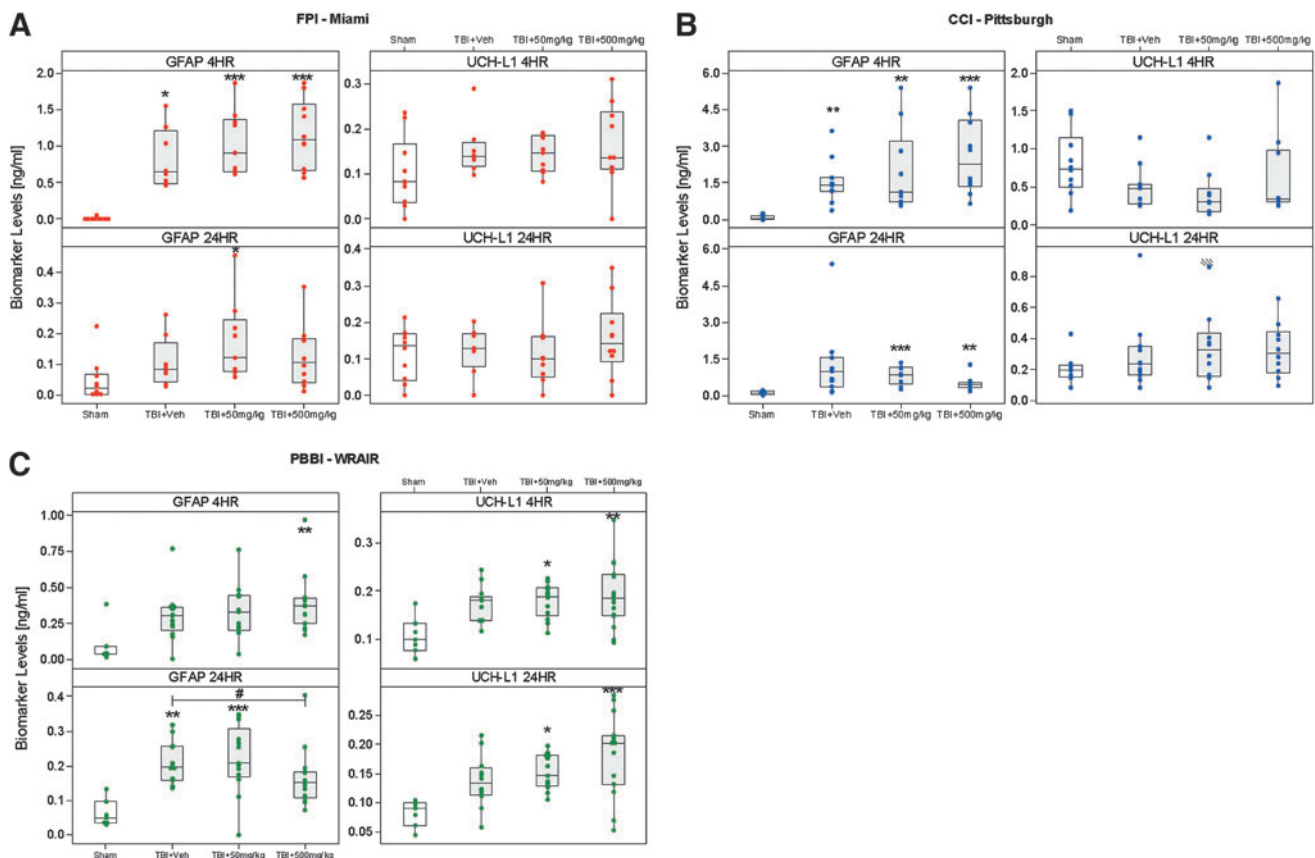 A
FPI - Miami
Sham TBI+Veh TBI+50mg/kg TBI+500mg/kg
GFAP 4HR UCH-L1 4HR
Biomarker Levels [ng/ml]
2.0
1.5
1.0
0.5
0.0
* *** ***
0.3
0.2
0.1
0.0
GFAP 24HR UCH-L1 24HR
0.4
0.3
0.2
0.1
0.0
*
0.4
0.3
0.2
0.1
0.0
Sham TBI+Veh TBI+50mg/kg TBI+500mg/kg
B
CCI - Pittsburgh
Sham TBI+Veh TBI+50mg/kg TBI+500mg/kg
GFAP 4HR UCH-L1 4HR
Biomarker Levels [ng/ml]
6.0
4.5
3.0
1.5
0.0
** ** ***
2.0
1.5
1.0
0.5
0.0
GFAP 24HR UCH-L1 24HR
6.0
4.5
3.0
1.5
0.0
*** **
0.8
0.6
0.4
0.2
0.0
Sham TBI+Veh TBI+50mg/kg TBI+500mg/kg
C
PBBI - WRAIR
Sham TBI+Veh TBI+50mg/kg TBI+500mg/kg
GFAP 4HR UCH-L1 4HR
Biomarker Levels [ng/ml]
1.00
0.75
0.50
0.25
0.00
**
0.3
0.2
0.1
* **
GFAP 24HR UCH-L1 24HR
0.4
0.3
0.2
0.1
0.0
#
** ***
0.20
0.15
0.10
0.05
* ***
Sham TBI+Veh TBI+50mg/kg TBI+500mg/kg